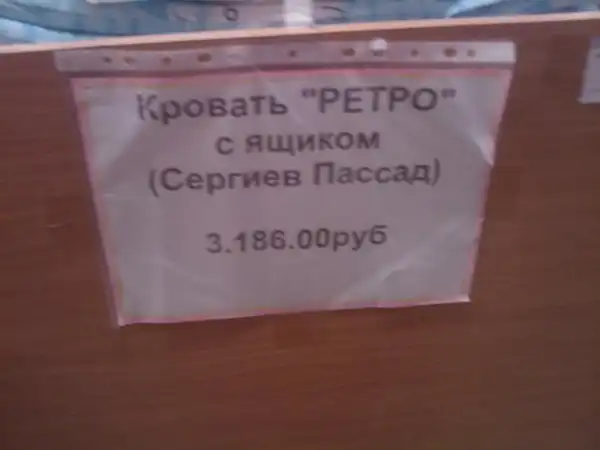 Кровать "РЕТРО"
с ящиком
(Сергиев Пассад)
3.186.00руб